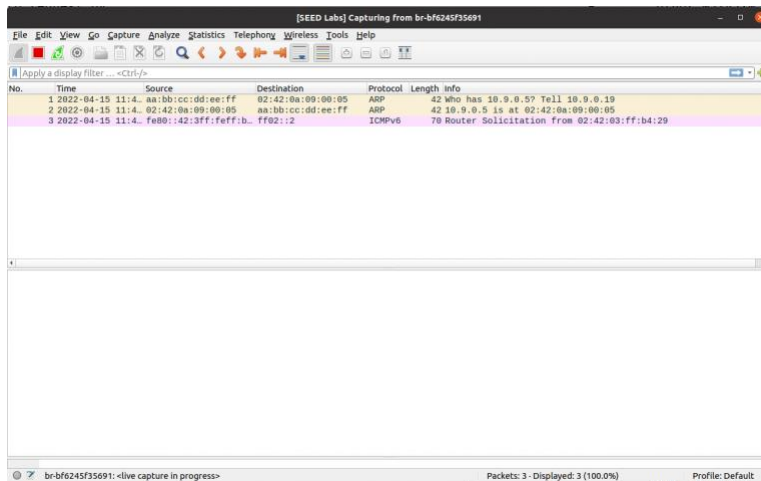 [SEED Labs] Capturing from br-bf6245f35691
File Edit View Go Capture Analyze Statistics Telephony Wireless Tools Help
Apply a display filter ... <Ctrl-/>
No. Time Source Destination Protocol Length Info
1 2022-04-15 11:4… aa:bb:cc:dd:ee:ff 02:42:0a:09:00:05 ARP 42 Who has 10.9.0.5? Tell 10.9.0.19
2 2022-04-15 11:4… 02:42:0a:09:00:05 aa:bb:cc:dd:ee:ff ARP 42 10.9.0.5 is at 02:42:0a:09:00:05
3 2022-04-15 11:4… fe80::42:3ff:feff:b… ff02::2 ICMPv6 70 Router Solicitation from 02:42:03:ff:b4:29
br-bf6245f35691: <live capture in progress> Packets: 3 · Displayed: 3 (100.0%) Profile: Default